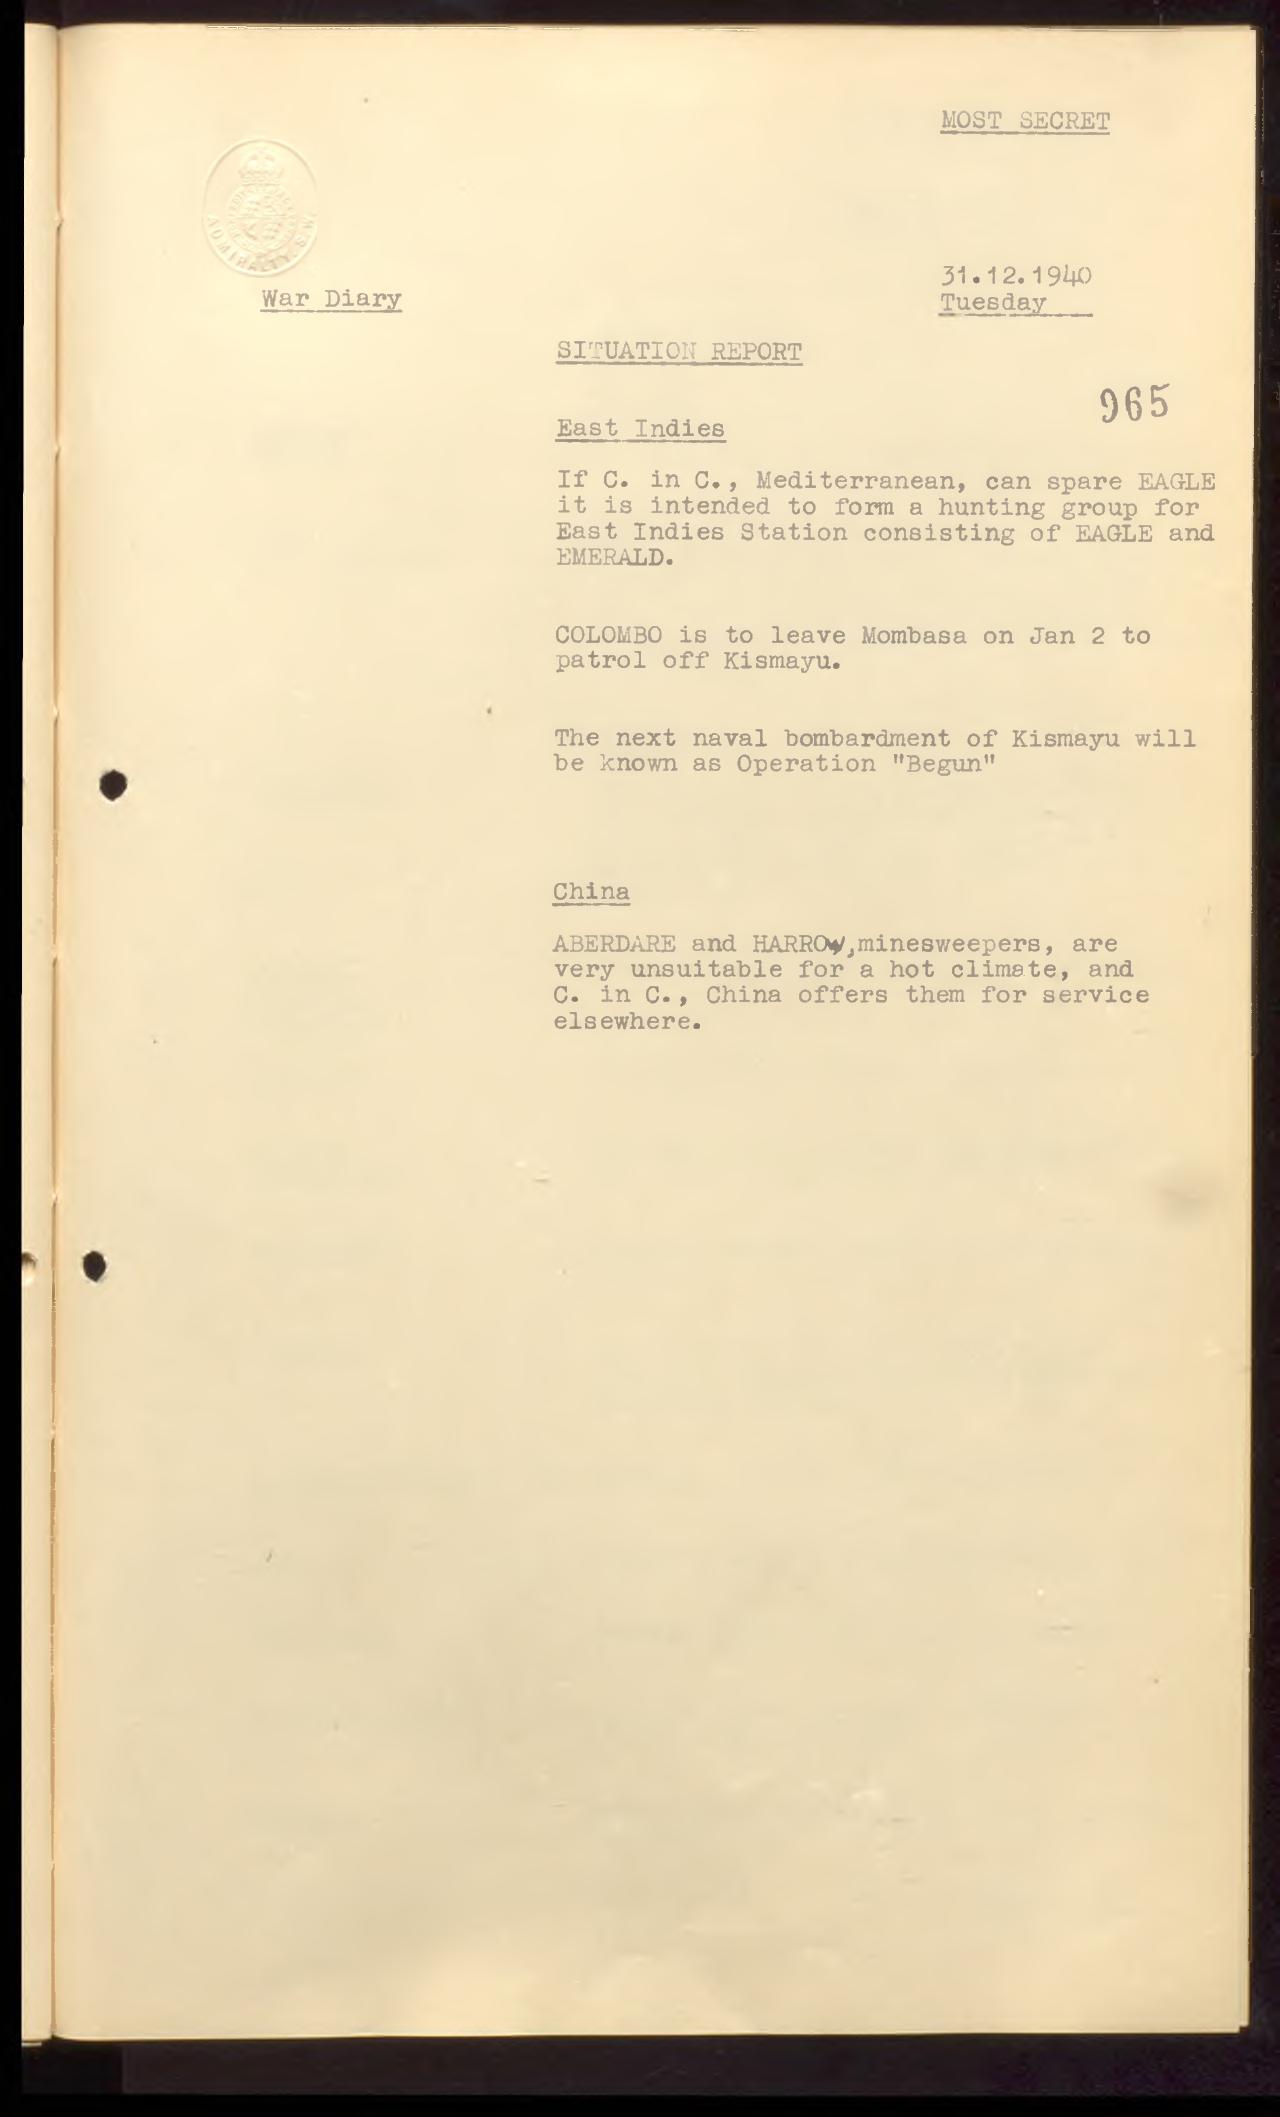 MOST SECRET
ADMIRALTY. S.W.
31.12.1940
War Diary
Tuesday
SITUATION REPORT
965
East Indies
If C. in C., Mediterranean, can spare EAGLE
it is intended to form a hunting group for
East Indies Station consisting of EAGLE and
EMERALD.
COLOMBO is to leave Mombasa on Jan 2 to
patrol off Kismayu.
The next naval bombardment of Kismayu will
be known as Operation "Begun"
China
ABERDARE and HARROW, minesweepers, are
very unsuitable for a hot climate, and
C. in C., China offers them for service
elsewhere.